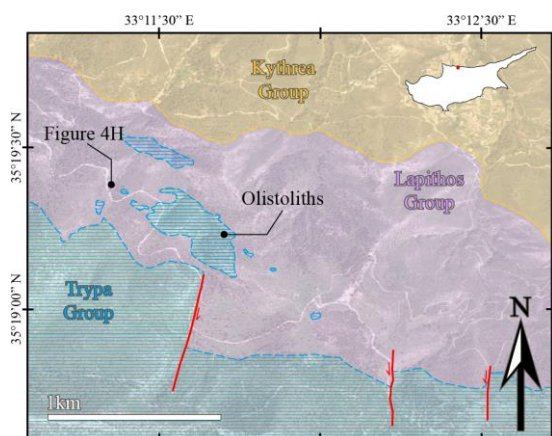 33°11'30" E
33°12'30" E
Kythrea
Group
Figure 4H
35°19'30" N
Lapithos
Group
Olistoliths
Trypa
Group
35°19'00" N
N
1km